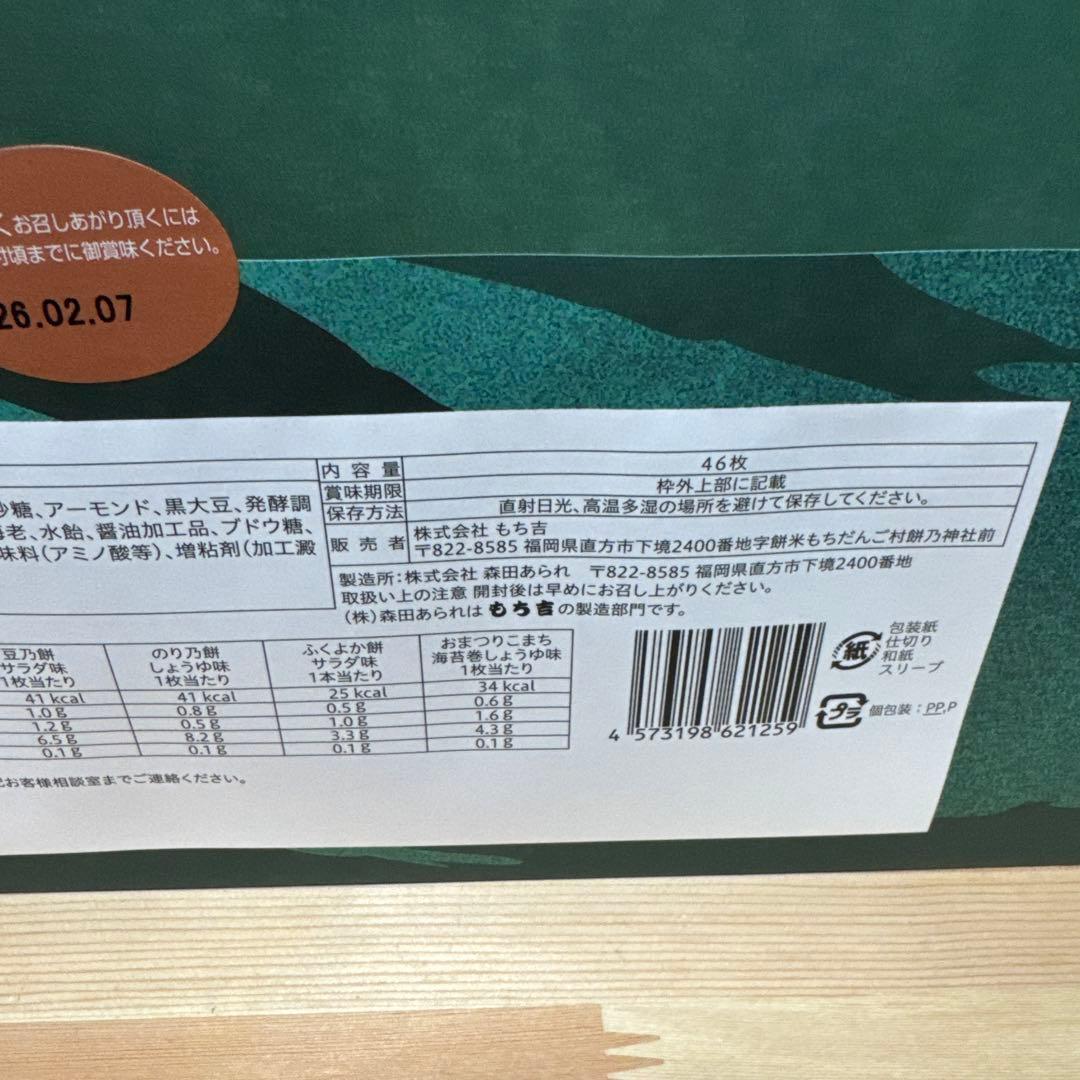 くお召しあがり頂くには
頃までに御賞味ください。
26.02.07
砂糖、アーモンド、黒大豆、発酵調
海老、水飴、醤油加工品、ブドウ糖、
味料(アミノ酸等)、増粘剤(加工澱
内容量 46枚
賞味期限 枠外上部に記載
保存方法 直射日光、高温多湿の場所を避けて保存してください。
販売者 株式会社 もち吉
〒822-8585 福岡県直方市下境2400番地字餅米もちだんご村餅乃神社前
製造所:株式会社 森田あられ 〒822-8585 福岡県直方市下境2400番地
取扱い上の注意 開封後は早めにお召し上がりください。
(株)森田あられは もち吉 の製造部門です。
豆乃餅 サラダ味 1枚当たり
41 kcal
1.0g
1.2g
6.5g
0.1g
のり乃餅 しょうゆ味 1枚当たり
41 kcal
0.8g
0.5g
8.2g
0.1g
ふくよか餅 サラダ味 1本当たり
25 kcal
0.5g
1.0g
3.3g
0.1g
おまつりこまち 海苔巻しょうゆ味 1枚当たり
34 kcal
0.6g
1.6g
4.3g
0.1g
お客様相談室までご連絡ください。
4 573198 621259
紙
包装紙
仕切り
和紙
スリーブ
プラ
個包装:PP,P